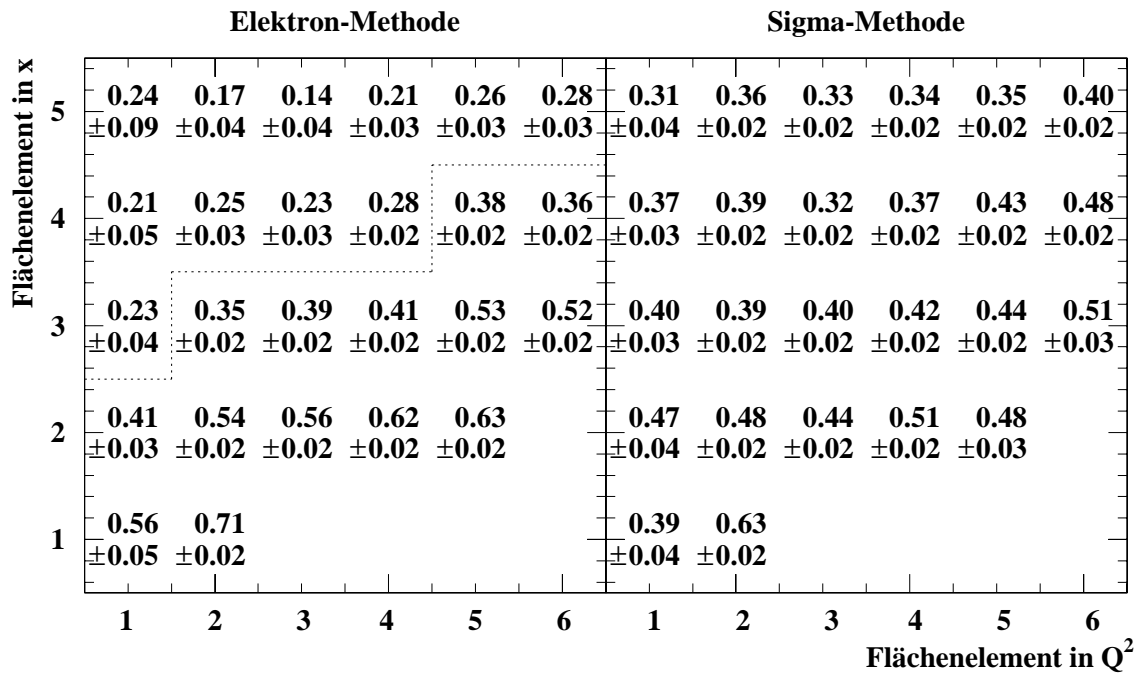 Elektron-Methode Sigma-Methode
Flächenelement in x
5 0.24 0.17 0.14 0.21 0.26 0.28 0.31 0.36 0.33 0.34 0.35 0.40
±0.09 ±0.04 ±0.04 ±0.03 ±0.03 ±0.03 ±0.04 ±0.02 ±0.02 ±0.02 ±0.02 ±0.02
4 0.21 0.25 0.23 0.28 0.38 0.36 0.37 0.39 0.32 0.37 0.43 0.48
±0.05 ±0.03 ±0.03 ±0.02 ±0.02 ±0.02 ±0.03 ±0.02 ±0.02 ±0.02 ±0.02 ±0.02
3 0.23 0.35 0.39 0.41 0.53 0.52 0.40 0.39 0.40 0.42 0.44 0.51
±0.04 ±0.02 ±0.02 ±0.02 ±0.02 ±0.02 ±0.03 ±0.02 ±0.02 ±0.02 ±0.02 ±0.03
2 0.41 0.54 0.56 0.62 0.63 0.47 0.48 0.44 0.51 0.48
±0.03 ±0.02 ±0.02 ±0.02 ±0.02 ±0.04 ±0.02 ±0.02 ±0.02 ±0.03
1 0.56 0.71 0.39 0.63
±0.05 ±0.02 ±0.04 ±0.02
1 2 3 4 5 6 1 2 3 4 5 6
Flächenelement in Q²